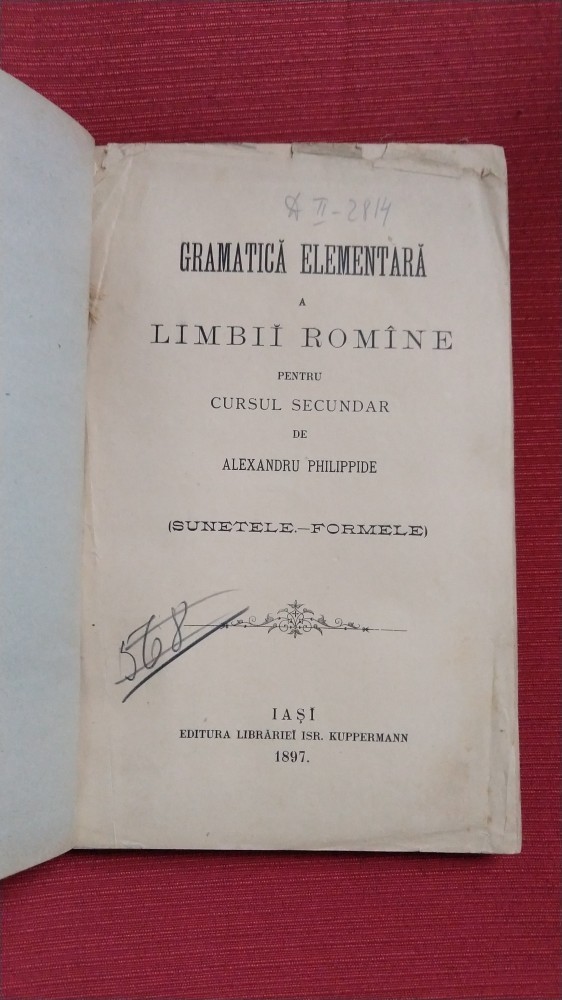 A II-2814
GRAMATICĂ ELEMENTARĂ
A
LIMBIĬ ROMÎNE
PENTRU
CURSUL SECUNDAR
DE
ALEXANDRU PHILIPPIDE
(SUNETELE.—FORMELE)
568
IAȘĬ
EDITURA LIBRĂRIEĬ ISR. KUPPERMANN
1897.